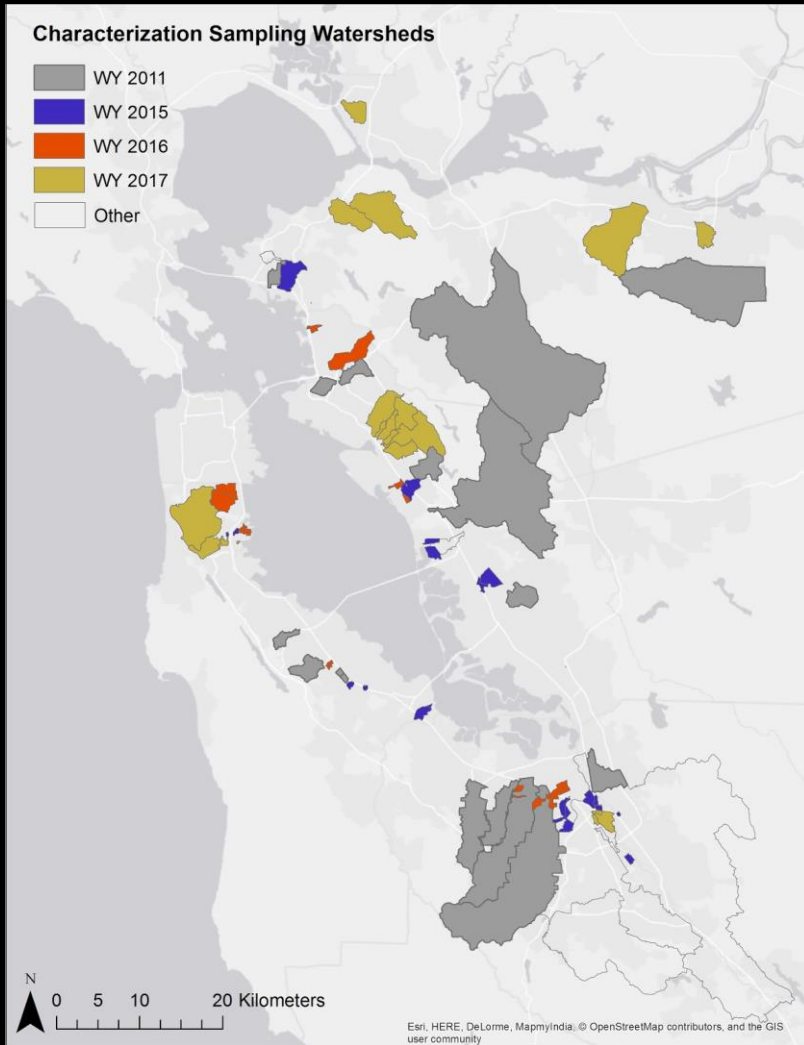 Characterization Sampling Watersheds
WY 2011
WY 2015
WY 2016
WY 2017
Other
N
0 5 10 20 Kilometers
Esri, HERE, DeLorme, MapmyIndia, © OpenStreetMap contributors, and the GIS
user community